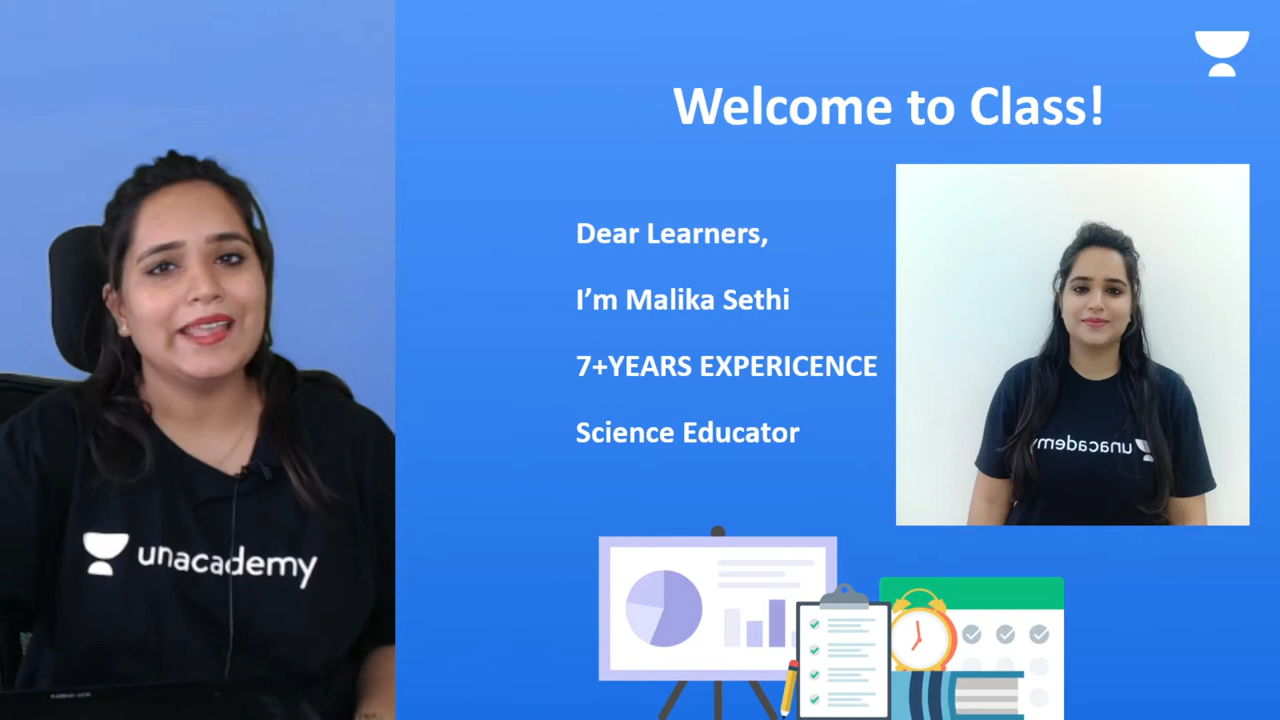 Welcome to Class!
Dear Learners,
I'm Malika Sethi
7+YEARS EXPERICENCE
Science Educator
unacademy
unacademy